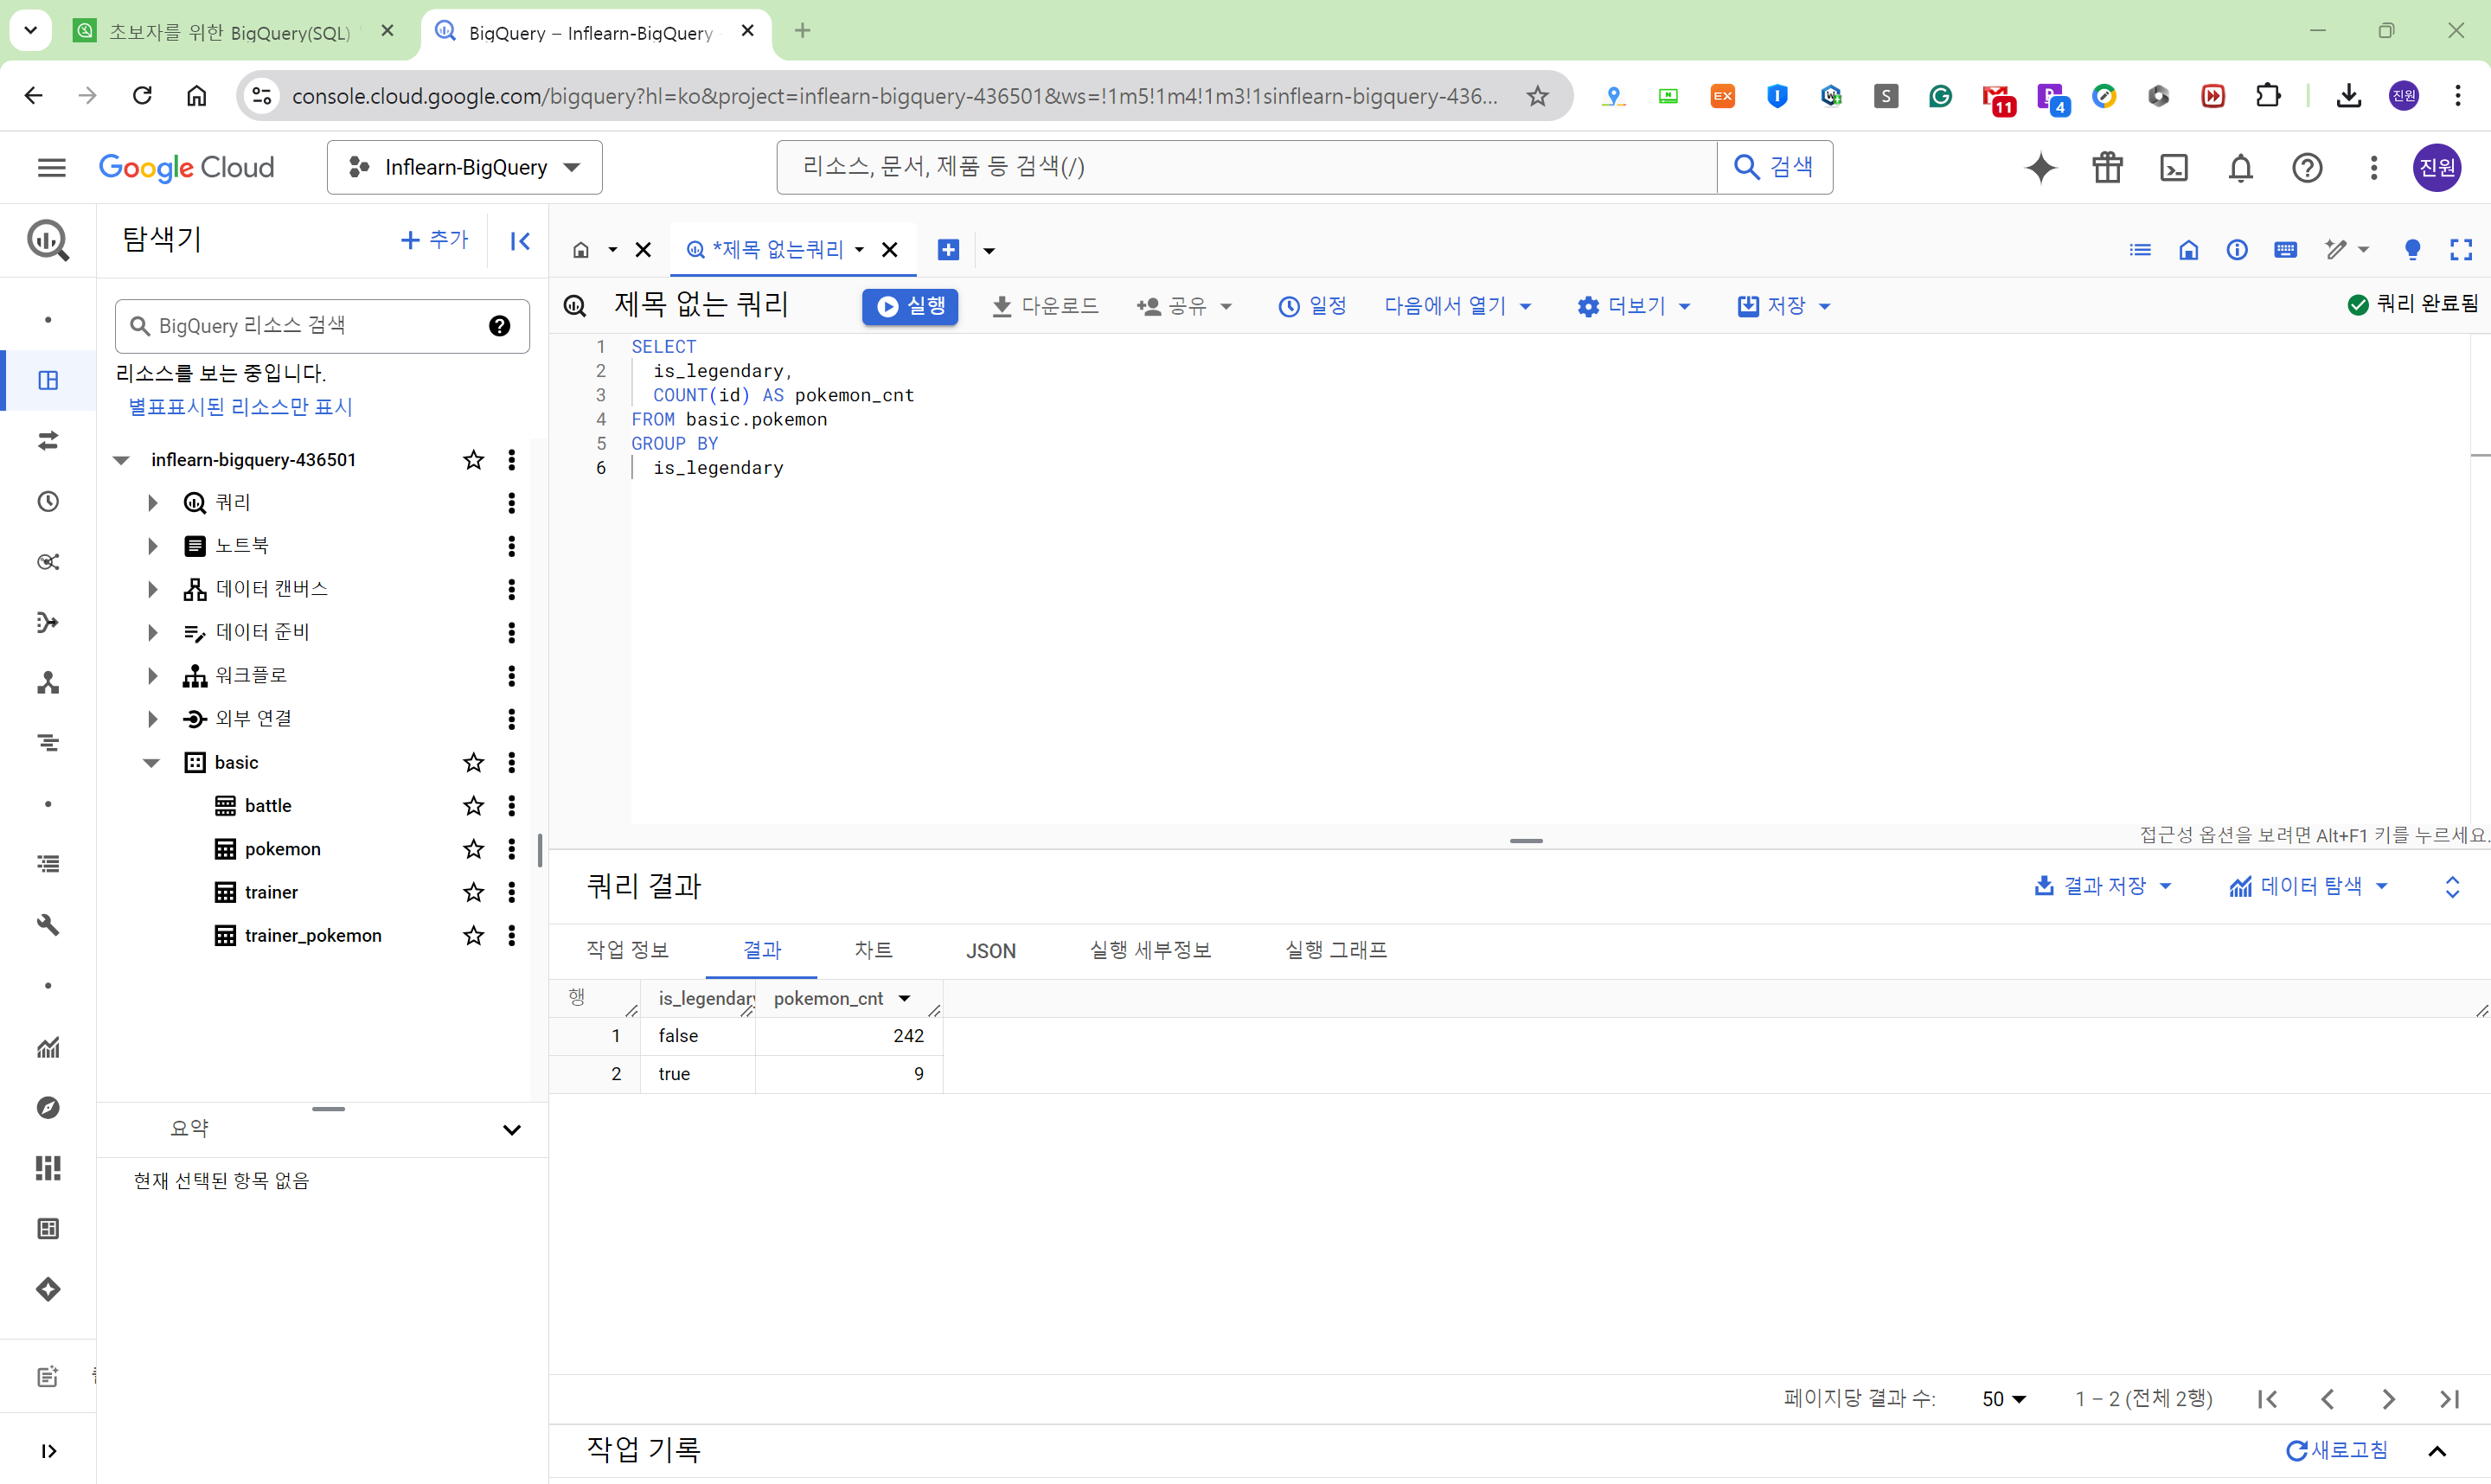 초보자를 위한 BigQuery(SQL)
BigQuery – Inflearn-BigQuery
console.cloud.google.com/bigquery?hl=ko&project=inflearn-bigquery-436501&ws=!1m5!1m4!1m3!1sinflearn-bigquery-436...
EX
S
11
4
진원
Google Cloud
Inflearn-BigQuery
리소스, 문서, 제품 등 검색(/)
검색
진원
탐색기
추가
*제목 없는쿼리
제목 없는 쿼리
실행
다운로드
공유
일정
다음에서 열기
더보기
저장
쿼리 완료됨
BigQuery 리소스 검색
리소스를 보는 중입니다.
별표표시된 리소스만 표시
inflearn-bigquery-436501
쿼리
노트북
데이터 캔버스
데이터 준비
워크플로
외부 연결
basic
battle
pokemon
trainer
trainer_pokemon
요약
현재 선택된 항목 없음
1 SELECT
2 is_legendary,
3 COUNT(id) AS pokemon_cnt
4 FROM basic.pokemon
5 GROUP BY
6 is_legendary
접근성 옵션을 보려면 Alt+F1 키를 누르세요.
쿼리 결과
결과 저장
데이터 탐색
작업 정보 결과 차트 JSON 실행 세부정보 실행 그래프
행 is_legendary pokemon_cnt
1 false 242
2 true 9
페이지당 결과 수: 50 1 – 2 (전체 2행)
작업 기록
새로고침